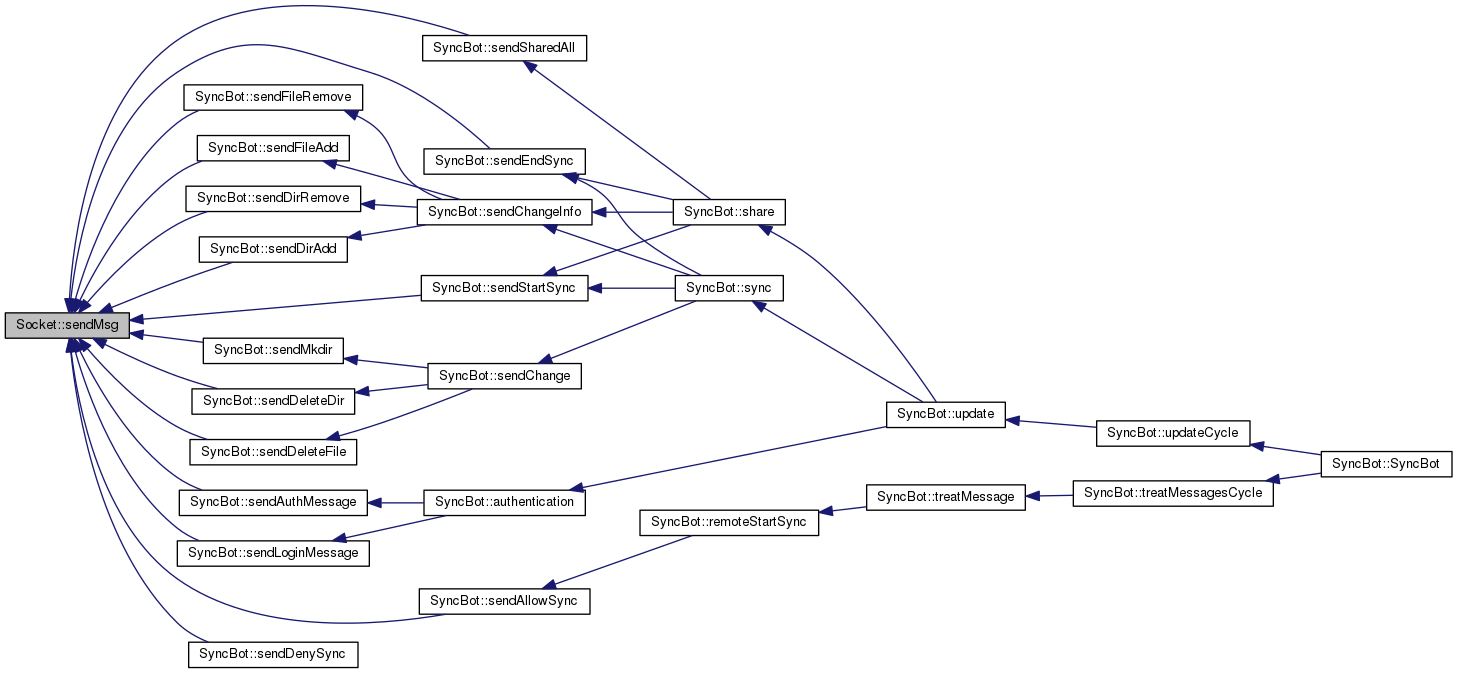 SyncBot::sendSharedAll
SyncBot::sendFileRemove
SyncBot::sendFileAdd
SyncBot::sendEndSync
SyncBot::sendDirRemove
SyncBot::sendChangeInfo
SyncBot::share
SyncBot::sendDirAdd
SyncBot::sendStartSync
SyncBot::sync
Socket::sendMsg
SyncBot::sendMkdir
SyncBot::sendChange
SyncBot::sendDeleteDir
SyncBot::update
SyncBot::updateCycle
SyncBot::sendDeleteFile
SyncBot::SyncBot
SyncBot::sendAuthMessage
SyncBot::authentication
SyncBot::treatMessage
SyncBot::treatMessagesCycle
SyncBot::remoteStartSync
SyncBot::sendLoginMessage
SyncBot::sendAllowSync
SyncBot::sendDenySync